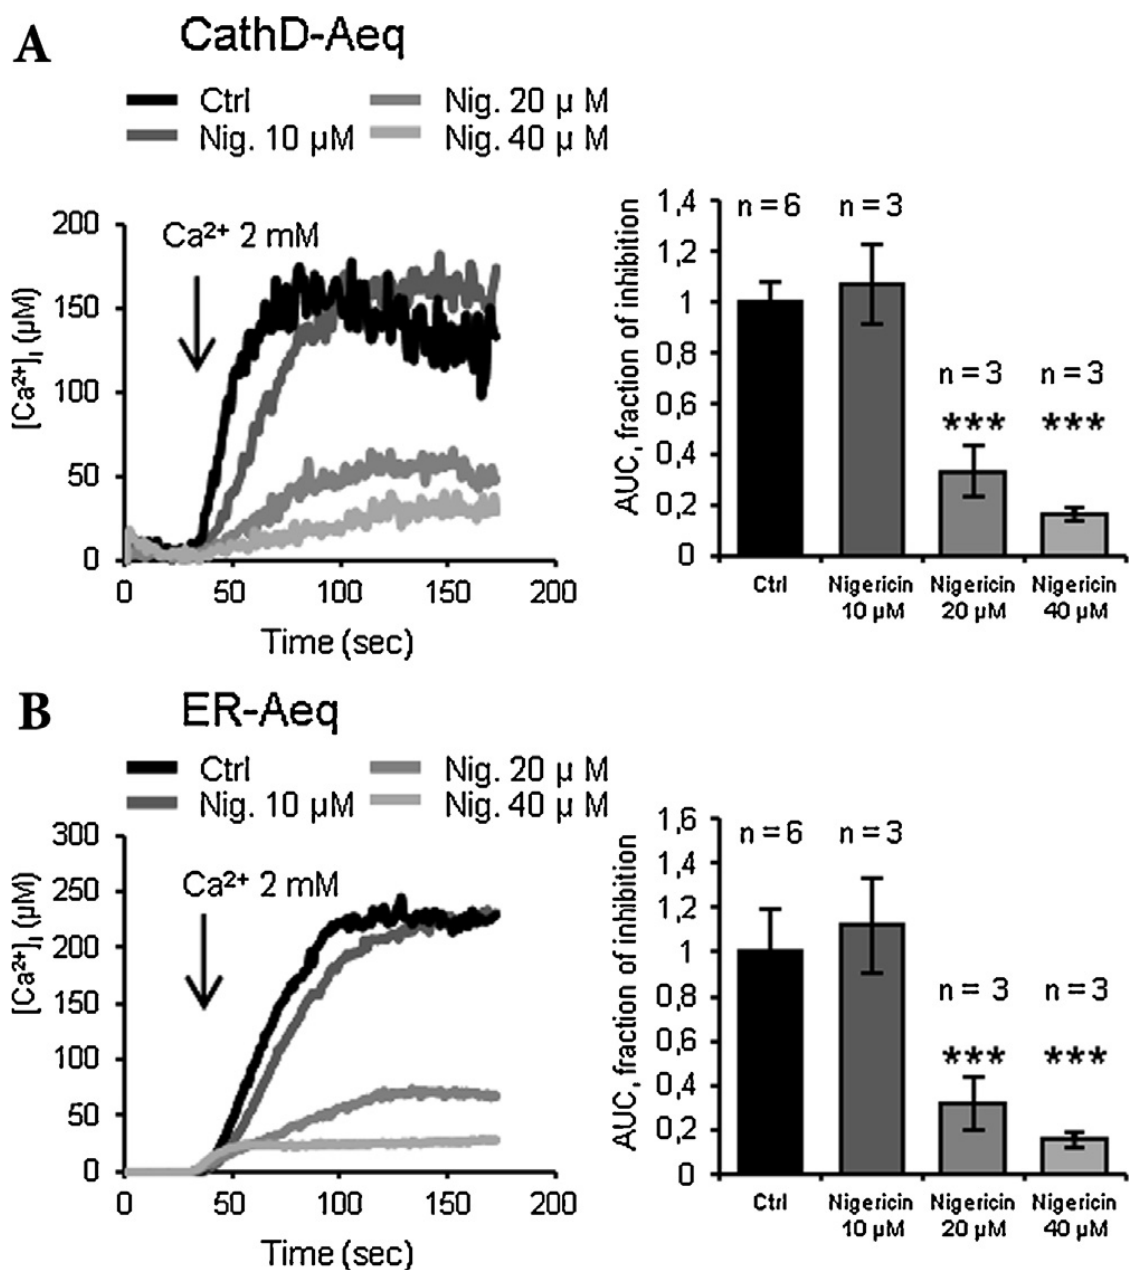 A
CathD-Aeq
Ctrl
Nig. 20 µ M
Nig. 10 µM
Nig. 40 µ M
Ca²⁺ 2 mM
[Ca²⁺], (µM)
200
150
100
50
0
0 50 100 150 200
Time (sec)
AUC, fraction of inhibition
1,4
1,2
1
0,8
0,6
0,4
0,2
0
n = 6
n = 3
n = 3
n = 3
***
***
Ctrl
Nigericin
10 µM
Nigericin
20 µM
Nigericin
40 µM
B
ER-Aeq
Ctrl
Nig. 20 µ M
Nig. 10 µM
Nig. 40 µ M
Ca²⁺ 2 mM
[Ca²⁺], (µM)
300
250
200
150
100
50
0
0 50 100 150 200
Time (sec)
AUC, fraction of inhibition
1,6
1,4
1,2
1
0,8
0,6
0,4
0,2
0
n = 6
n = 3
n = 3
n = 3
***
***
Ctrl
Nigericin
10 µM
Nigericin
20 µM
Nigericin
40 µM